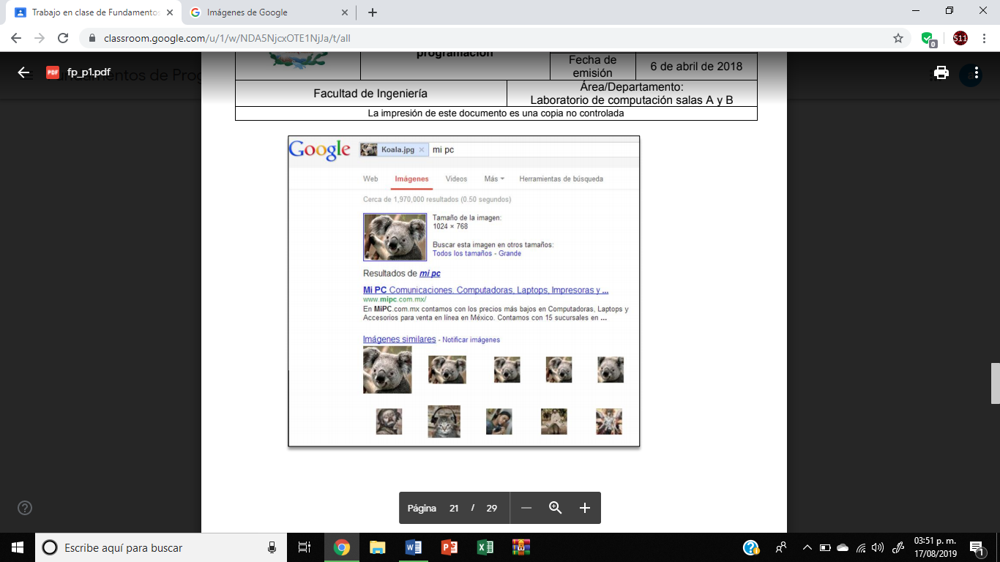 Trabajo en clase de Fundamentos
Imágenes de Google
classroom.google.com/u/1/w/NDA5NjcxOTE1NjJa/t/all
0
511
PDF
fp_p1.pdf
programación
Fecha de
emisión
6 de abril de 2018
Facultad de Ingeniería
Área/Departamento:
Laboratorio de computación salas A y B
La impresión de este documento es una copia no controlada
Google
Koala.jpg × mi pc
Web Imágenes Videos Más Herramientas de búsqueda
Cerca de 1,970,000 resultados (0.50 segundos)
Tamaño de la imagen:
1024 × 768
Buscar esta imagen en otros tamaños:
Todos los tamaños - Grande
Resultados de mi pc
Mi PC Comunicaciones. Computadoras, Laptops, Impresoras y ...
www.mipc.com.mx/
En MiPC.com.mx contamos con los precios más bajos en Computadoras, Laptops y
Accesorios para venta en línea en México. Contamos con 15 sucursales en ...
Imágenes similares - Notificar imágenes
Página 21 / 29
Escribe aquí para buscar
03:51 p. m.
17/08/2019
1